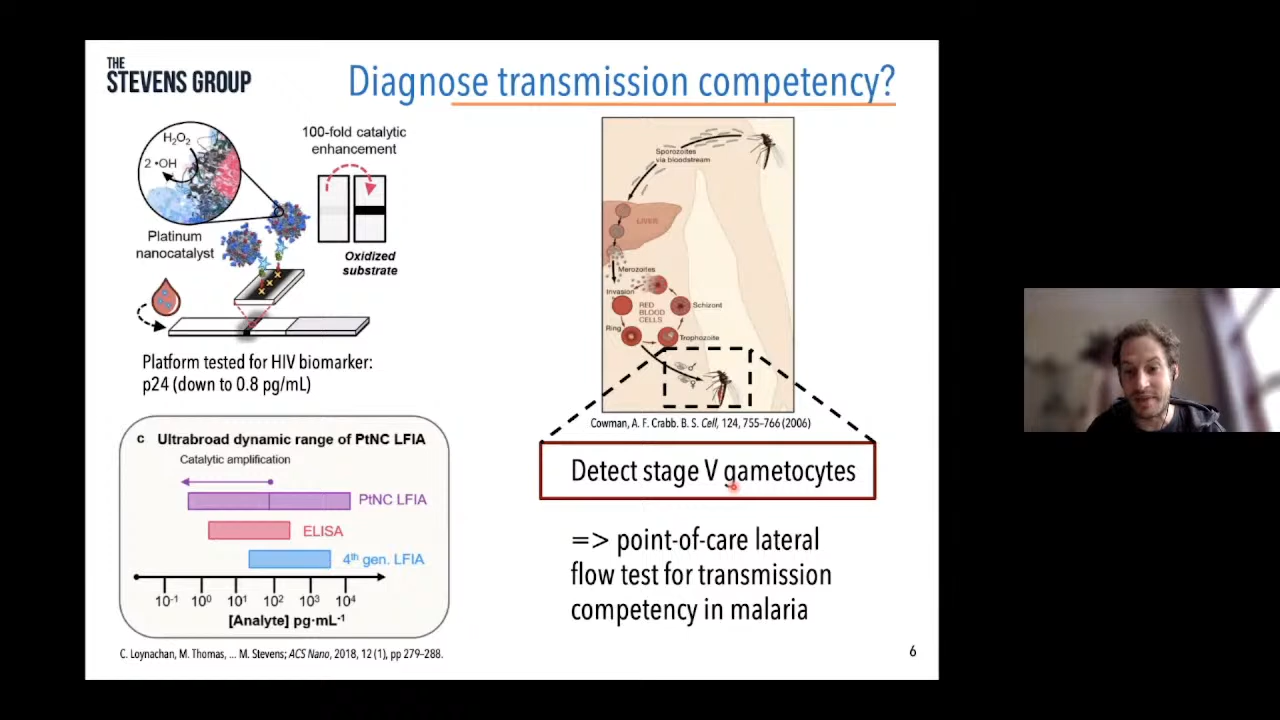 THE
STEVENS GROUP
Diagnose transmission competency?
H₂O₂
2 •OH
100-fold catalytic
enhancement
Platinum
nanocatalyst
Oxidized
substrate
Platform tested for HIV biomarker:
p24 (down to 0.8 pg/mL)
c Ultrabroad dynamic range of PtNC LFIA
Catalytic amplification
PtNC LFIA
ELISA
4th gen. LFIA
10-1 100 101 102 103 104
[Analyte] pg·mL-1
C. Loynachan, M. Thomas, ... M. Stevens; ACS Nano, 2018, 12 (1), pp 279–288.
Sporozoites
via bloodstream
LIVER
Merozoites
Invasion
RED
BLOOD
CELLS
Schizont
Ring
Trophozoite
Cowman, A. F. Crabb. B. S. Cell, 124, 755–766 (2006)
Detect stage V gametocytes
=> point-of-care lateral
flow test for transmission
competency in malaria
6